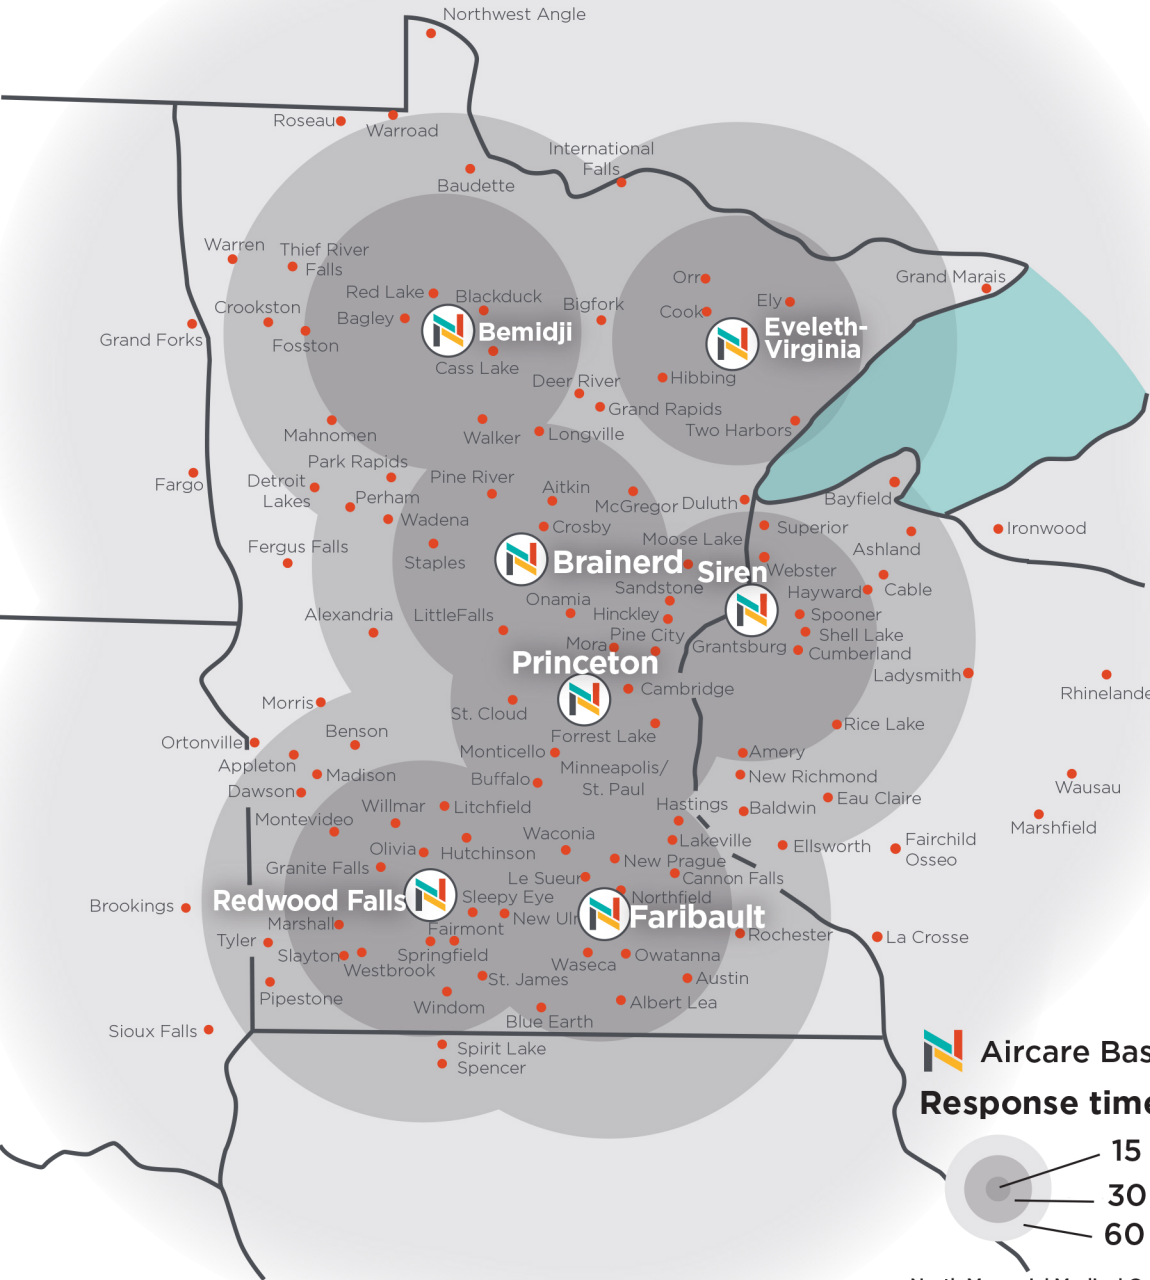 Northwest Angle
Roseau
Warroad
International
Falls
Baudette
Warren
Thief River
Falls
Grand Marais
Orr
Red Lake
Blackduck
Bigfork
Ely
Crookston
Bagley
Cook
Bemidji
Eveleth-
Virginia
Grand Forks
Fosston
Cass Lake
Deer River
Hibbing
Grand Rapids
Mahnomen
Walker
Longville
Two Harbors
Park Rapids
Pine River
Detroit
Lakes
Fargo
Perham
Aitkin
McGregor
Duluth
Bayfield
Wadena
Crosby
Superior
Ironwood
Moose Lake
Fergus Falls
Staples
Brainerd
Siren
Webster
Ashland
Sandstone
Hayward
Cable
Onamia
Alexandria
LittleFalls
Hinckley
Spooner
Pine City
Shell Lake
Mora
Grantsburg
Cumberland
Princeton
Ladysmith
Cambridge
Rhinelande
Morris
St. Cloud
Rice Lake
Benson
Forrest Lake
Ortonville
Monticello
Amery
Appleton
Madison
Buffalo
Minneapolis/
St. Paul
New Richmond
Dawson
Wausau
Eau Claire
Willmar
Litchfield
Hastings
Baldwin
Montevideo
Marshfield
Waconia
Lakeville
Ellsworth
Fairchild
Osseo
Olivia
Hutchinson
New Prague
Granite Falls
Le Sueur
Cannon Falls
Redwood Falls
Sleepy Eye
Northfield
Brookings
New Ul
Faribault
Marshall
Fairmont
Rochester
La Crosse
Tyler
Slayton
Springfield
Owatanna
Westbrook
Waseca
St. James
Austin
Pipestone
Windom
Albert Lea
Blue Earth
Sioux Falls
Spirit Lake
Spencer
Aircare Bas
Response time
15
30
60